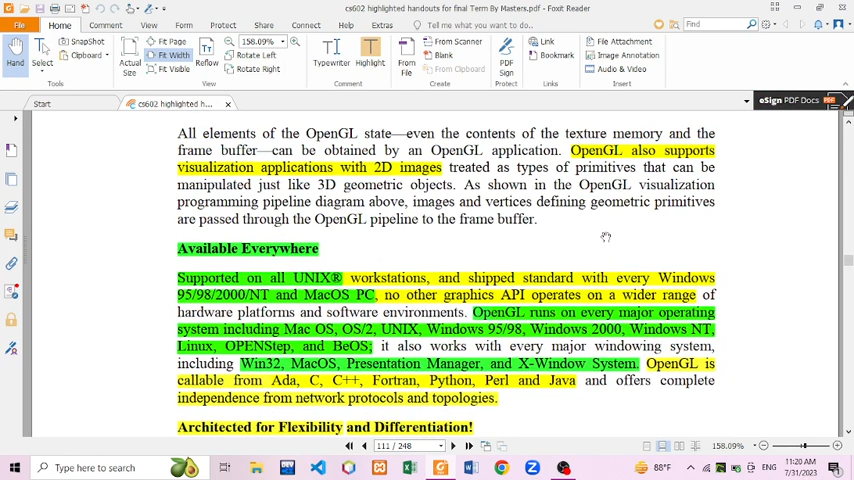 cs602 highlighted handouts for final Term By Masters.pdf - Foxit Reader
File Home Comment View Form Protect Share Connect Help Extras Tell me what you want to do... Find
Hand Select SnapShot Clipboard Actual Size Fit Page Fit Width Fit Visible Reflow 158.09% Rotate Left Rotate Right Typewriter Highlight From File From Scanner Blank From Clipboard PDF Sign Link Bookmark File Attachment Image Annotation Audio & Video
Tools View Comment Create Protect Links Insert
Start cs602 highlighted h... eSign PDF Docs
All elements of the OpenGL state—even the contents of the texture memory and the
frame buffer—can be obtained by an OpenGL application. OpenGL also supports
visualization applications with 2D images treated as types of primitives that can be
manipulated just like 3D geometric objects. As shown in the OpenGL visualization
programming pipeline diagram above, images and vertices defining geometric primitives
are passed through the OpenGL pipeline to the frame buffer.
Available Everywhere
Supported on all UNIX® workstations, and shipped standard with every Windows
95/98/2000/NT and MacOS PC, no other graphics API operates on a wider range of
hardware platforms and software environments. OpenGL runs on every major operating
system including Mac OS, OS/2, UNIX, Windows 95/98, Windows 2000, Windows NT,
Linux, OPENStep, and BeOS; it also works with every major windowing system,
including Win32, MacOS, Presentation Manager, and X-Window System. OpenGL is
callable from Ada, C, C++, Fortran, Python, Perl and Java and offers complete
independence from network protocols and topologies.
Architected for Flexibility and Differentiation!
111 / 248 158.09%
Type here to search 88°F ENG 11:20 AM
7/31/2023